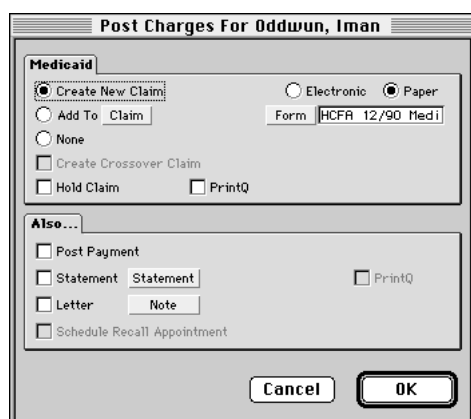 Post Charges For Oddwun, Iman
Medicaid
Create New Claim Electronic Paper
Add To Claim Form HCFA 12/90 Medi
None
Create Crossover Claim
Hold Claim PrintQ
Also...
Post Payment
Statement Statement PrintQ
Letter Note
Schedule Recall Appointment
Cancel OK